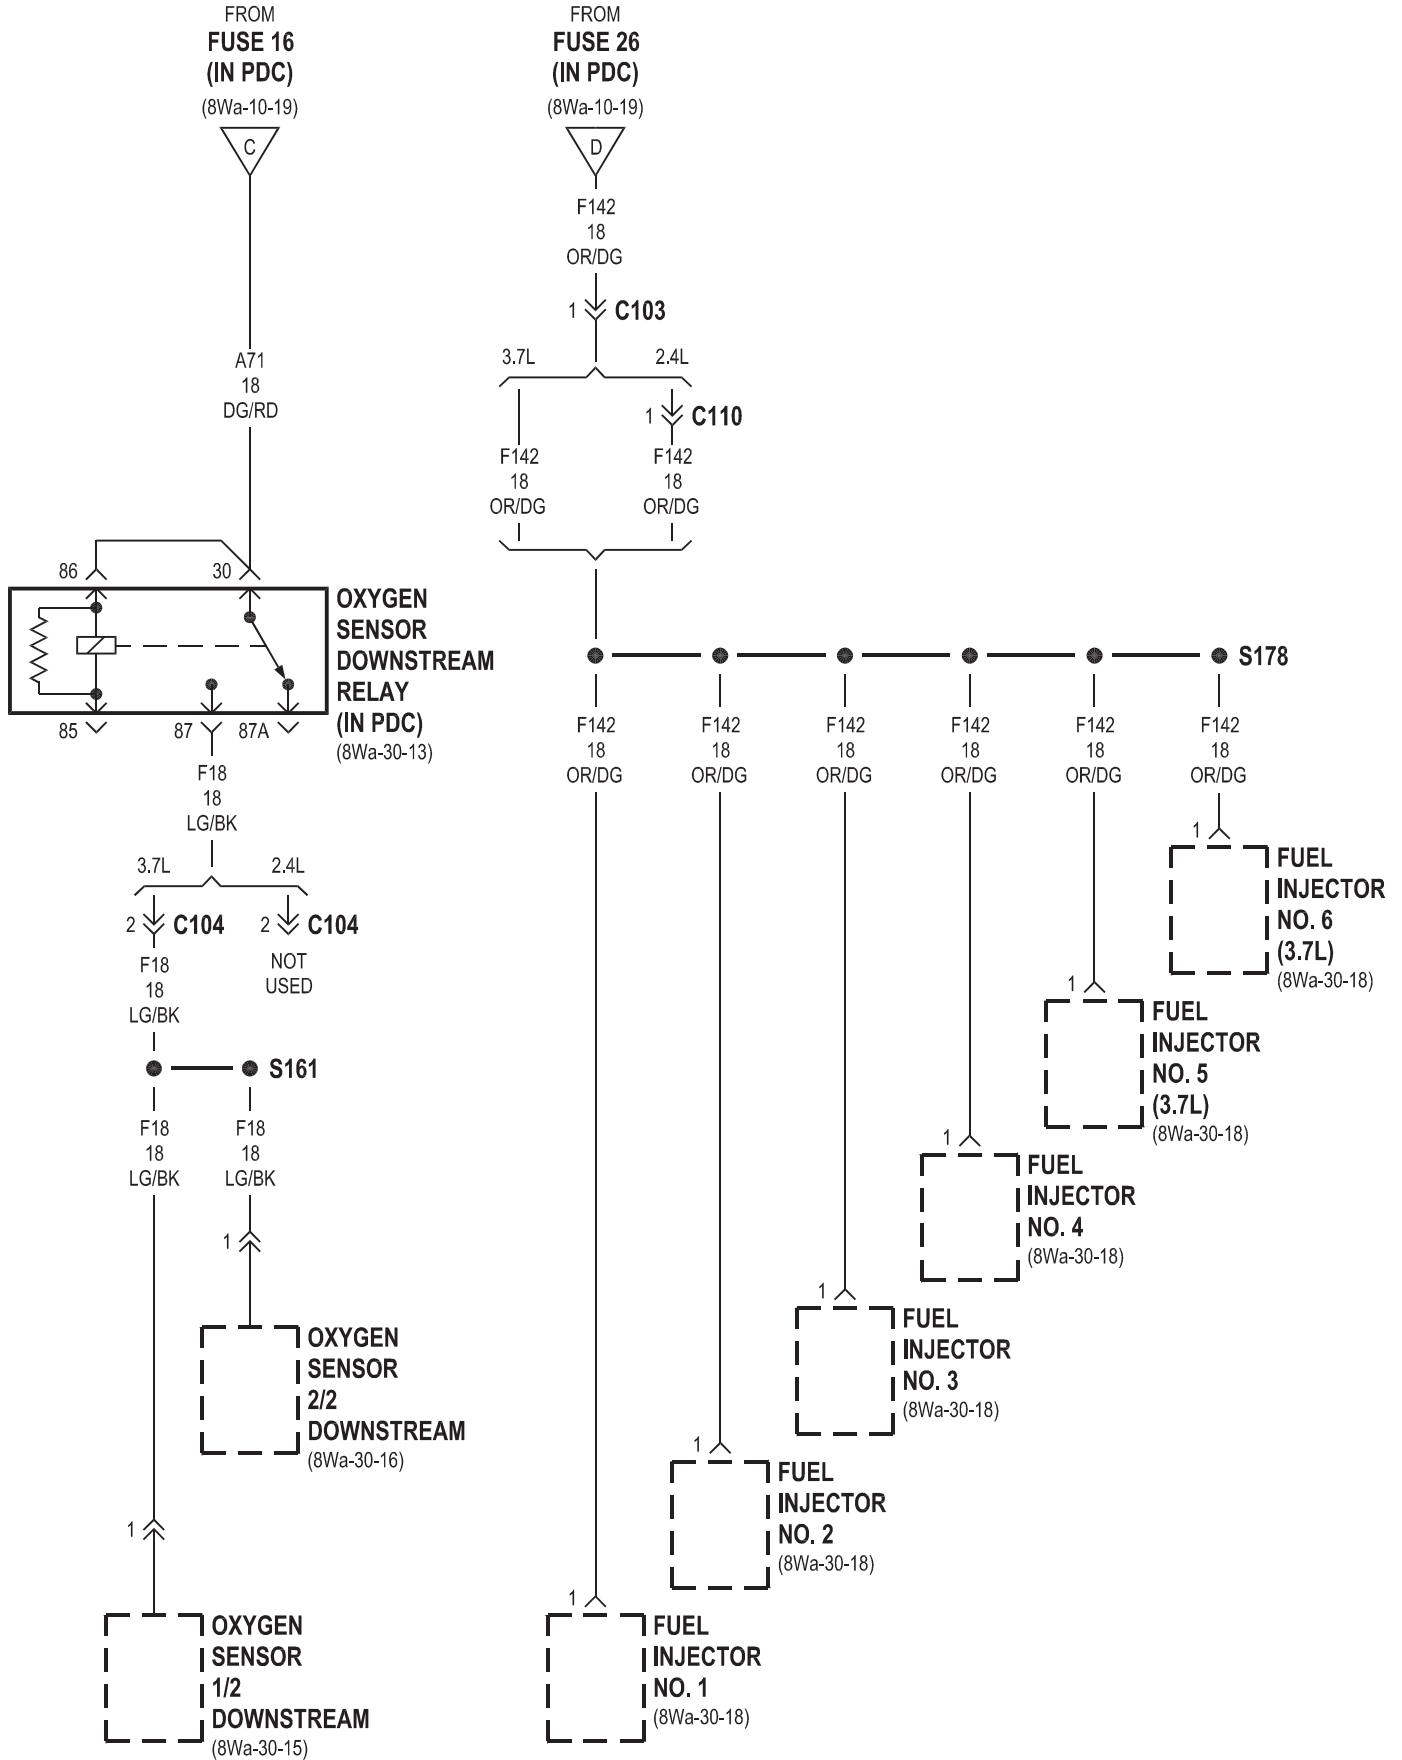 FROM
FUSE 16
(IN PDC)
(8Wa-10-19)
C
A71
18
DG/RD
86
30
OXYGEN
SENSOR
DOWNSTREAM
RELAY
(IN PDC)
(8Wa-30-13)
85
87
87A
F18
18
LG/BK
3.7L
2.4L
2
C104
2
C104
NOT
USED
F18
18
LG/BK
S161
F18
18
LG/BK
F18
18
LG/BK
1
OXYGEN
SENSOR
2/2
DOWNSTREAM
(8Wa-30-16)
1
OXYGEN
SENSOR
1/2
DOWNSTREAM
(8Wa-30-15)
FROM
FUSE 26
(IN PDC)
(8Wa-10-19)
D
F142
18
OR/DG
1
C103
3.7L
2.4L
1
C110
F142
18
OR/DG
F142
18
OR/DG
S178
F142
18
OR/DG
F142
18
OR/DG
F142
18
OR/DG
F142
18
OR/DG
F142
18
OR/DG
F142
18
OR/DG
1
FUEL
INJECTOR
NO. 6
(3.7L)
(8Wa-30-18)
1
FUEL
INJECTOR
NO. 5
(3.7L)
(8Wa-30-18)
1
FUEL
INJECTOR
NO. 4
(8Wa-30-18)
1
FUEL
INJECTOR
NO. 3
(8Wa-30-18)
1
FUEL
INJECTOR
NO. 2
(8Wa-30-18)
1
FUEL
INJECTOR
NO. 1
(8Wa-30-18)